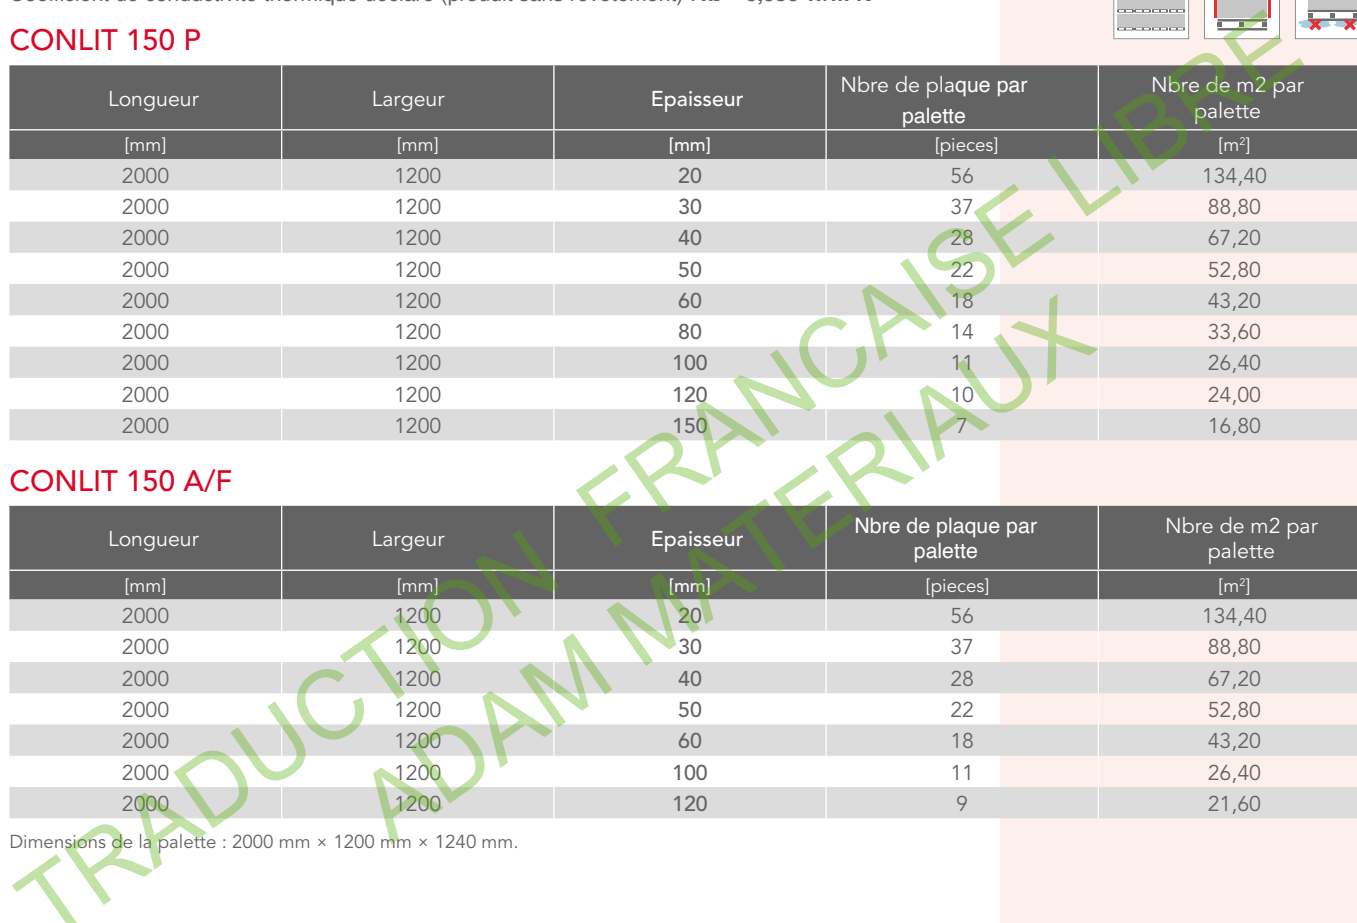 CONLIT 150 P
Longueur Largeur Epaisseur Nbre de plaque par palette Nbre de m2 par palette
[mm] [mm] [mm] [pieces] [m²]
2000 1200 20 56 134,40
2000 1200 30 37 88,80
2000 1200 40 28 67,20
2000 1200 50 22 52,80
2000 1200 60 18 43,20
2000 1200 80 14 33,60
2000 1200 100 11 26,40
2000 1200 120 10 24,00
2000 1200 150 7 16,80
CONLIT 150 A/F
Longueur Largeur Epaisseur Nbre de plaque par palette Nbre de m2 par palette
[mm] [mm] [mm] [pieces] [m²]
2000 1200 20 56 134,40
2000 1200 30 37 88,80
2000 1200 40 28 67,20
2000 1200 50 22 52,80
2000 1200 60 18 43,20
2000 1200 100 11 26,40
2000 1200 120 9 21,60
Dimensions de la palette : 2000 mm × 1200 mm × 1240 mm.
TRADUCTION FRANCAISE LIBRE
ADAM MATERIAUX